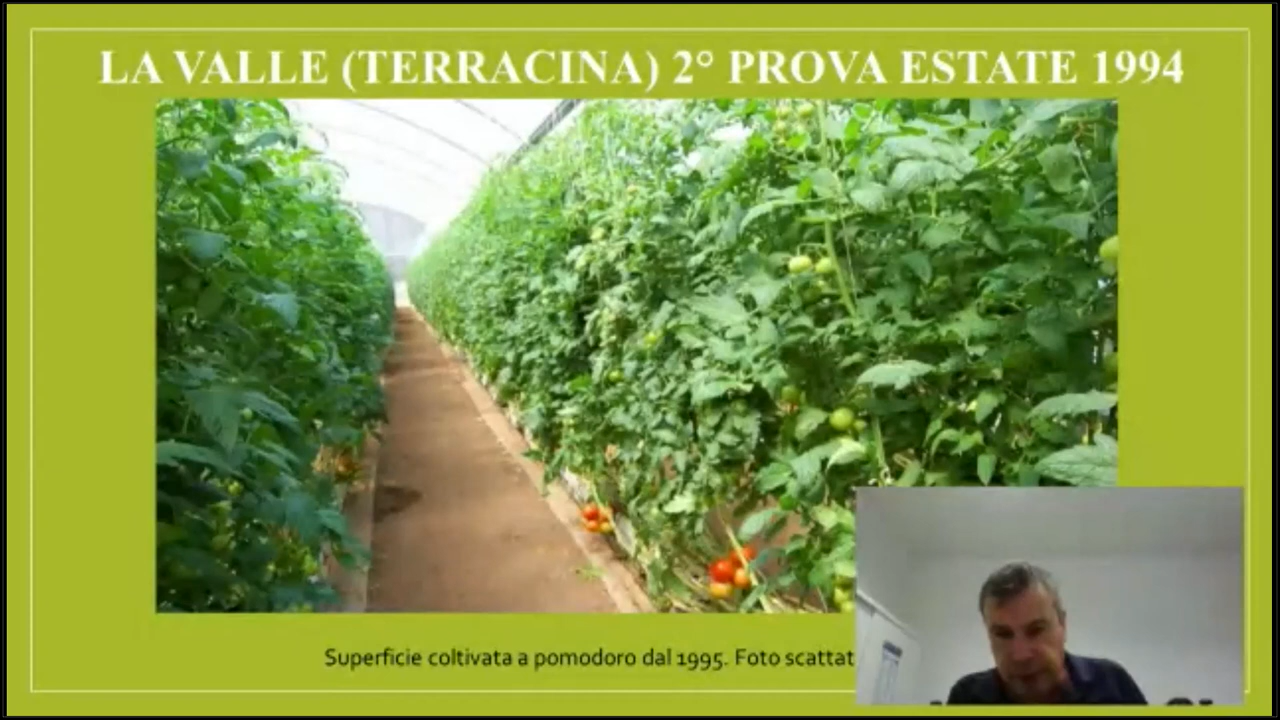 LA VALLE (TERRACINA) 2° PROVA ESTATE 1994
Superficie coltivata a pomodoro dal 1995. Foto scattat